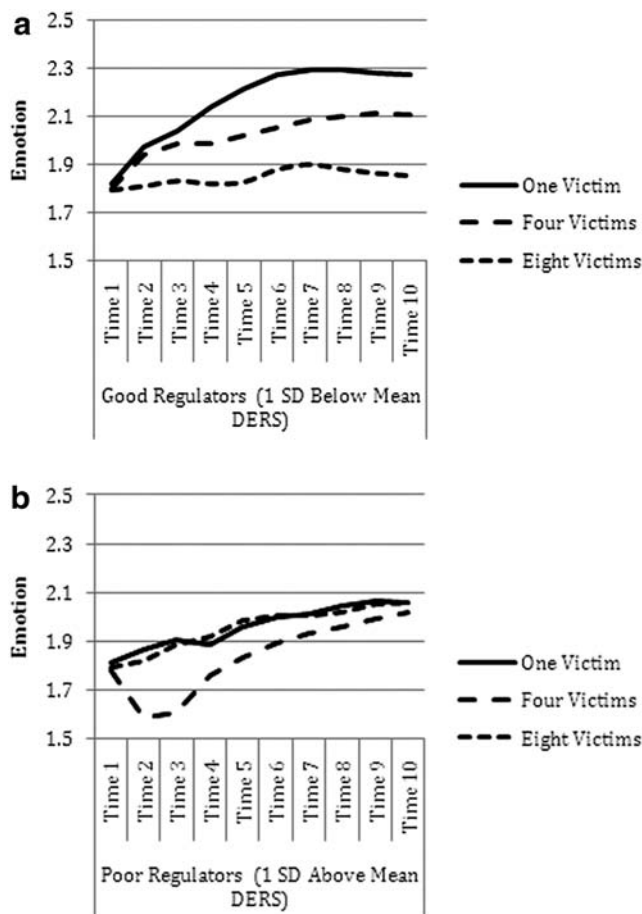 a
2.5
2.3
2.1
1.9
1.7
1.5
Emotion
One Victim
Four Victims
Eight Victims
Time 1
Time 2
Time 3
Time 4
Time 5
Time 6
Time 7
Time 8
Time 9
Time 10
Good Regulators (1 SD Below Mean
DERS)
b
2.5
2.3
2.1
1.9
1.7
1.5
Emotion
One Victim
Four Victims
Eight Victims
Time 1
Time 2
Time 3
Time 4
Time 5
Time 6
Time 7
Time 8
Time 9
Time 10
Poor Regulators (1 SD Above Mean
DERS)